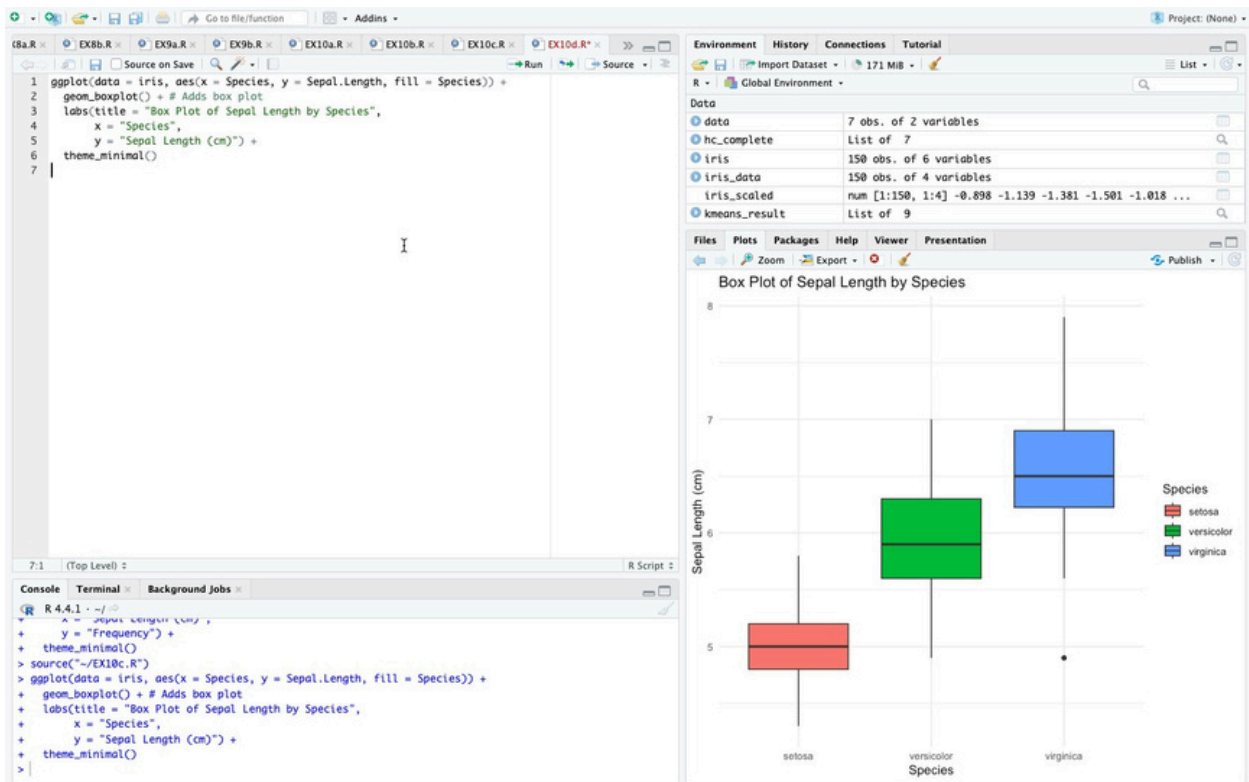 Go to file/function
Addins
Project: (None)
8a.R
EX8b.R
EX9a.R
EX9b.R
EX10a.R
EX10b.R
EX10c.R
EX10d.R*
Source on Save
Run
Source
1 ggplot(data = iris, aes(x = Species, y = Sepal.Length, fill = Species)) +
2 geom_boxplot() + # Adds box plot
3 labs(title = "Box Plot of Sepal Length by Species",
4 x = "Species",
5 y = "Sepal Length (cm)") +
6 theme_minimal()
7
7:1 (Top Level) R Script
Console Terminal Background Jobs
R 4.4.1 · ~/
+ x = "Sepal Length (cm)",
+ y = "Frequency") +
+ theme_minimal()
> source("~/EX10c.R")
> ggplot(data = iris, aes(x = Species, y = Sepal.Length, fill = Species)) +
+ geom_boxplot() + # Adds box plot
+ labs(title = "Box Plot of Sepal Length by Species",
+ x = "Species",
+ y = "Sepal Length (cm)") +
+ theme_minimal()
>
Environment History Connections Tutorial
Import Dataset 171 MiB List
R Global Environment
Data
data 7 obs. of 2 variables
hc_complete List of 7
iris 150 obs. of 6 variables
iris_data 150 obs. of 4 variables
iris_scaled num [1:150, 1:4] -0.898 -1.139 -1.381 -1.501 -1.018 ...
kmeans_result List of 9
Files Plots Packages Help Viewer Presentation
Zoom Export Publish
Box Plot of Sepal Length by Species
8
7
6
5
Sepal Length (cm)
setosa versicolor virginica
Species
Species
setosa
versicolor
virginica